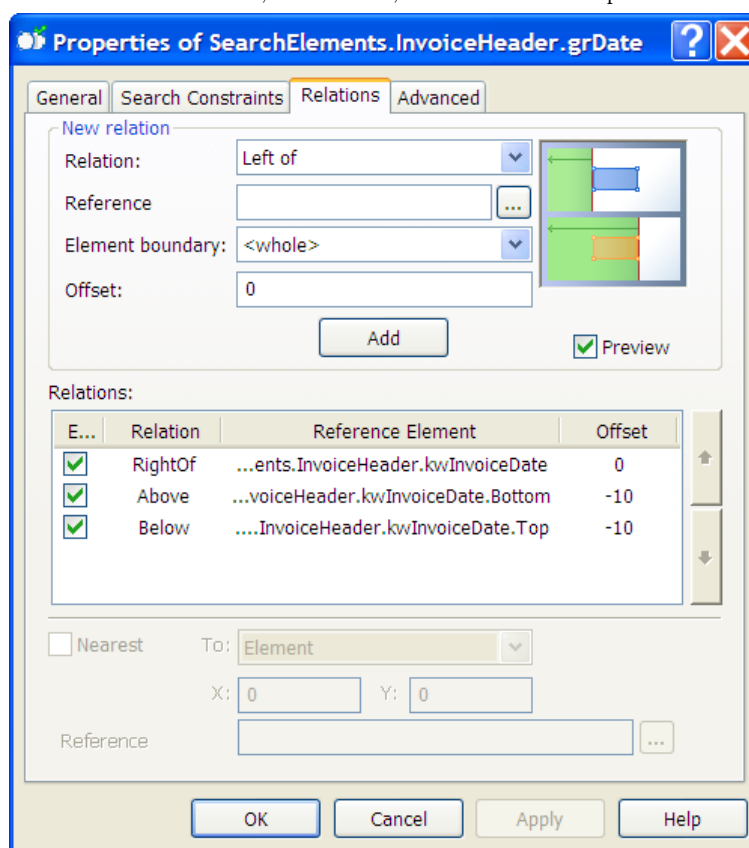 Properties of SearchElements.InvoiceHeader.grDate
General Search Constraints Relations Advanced
New relation
Relation: Left of
Reference ...
Element boundary: <whole>
Offset: 0
Add
Preview
Relations:
E... Relation Reference Element Offset
RightOf ...ents.InvoiceHeader.kwInvoiceDate 0
Above ...voiceHeader.kwInvoiceDate.Bottom -10
Below ....InvoiceHeader.kwInvoiceDate.Top -10
Nearest To: Element
X: 0 Y: 0
Reference ...
OK Cancel Apply Help